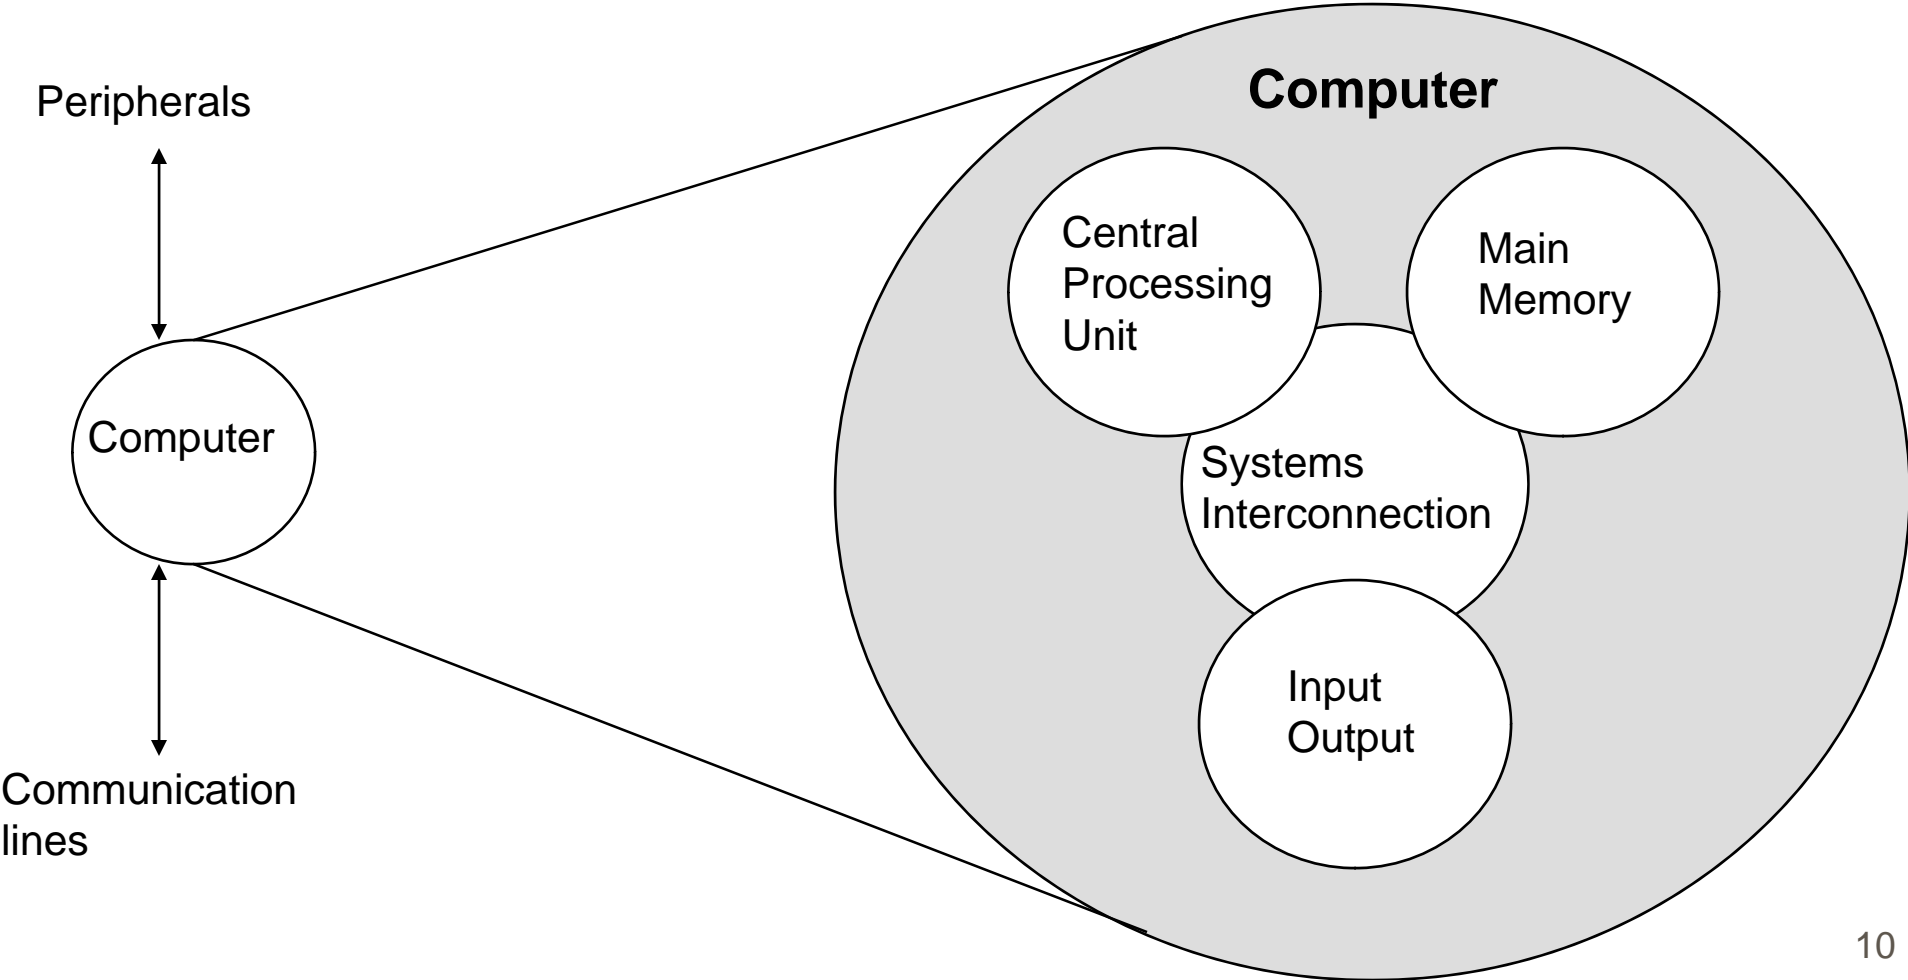 Peripherals
Computer
Communication
lines
Computer
Central
Processing
Unit
Main
Memory
Systems
Interconnection
Input
Output
10